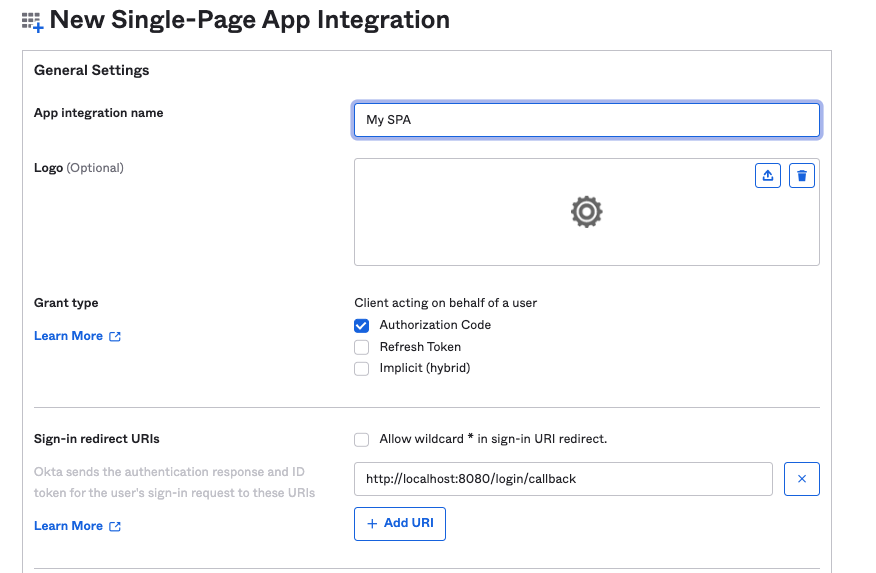 New Single-Page App Integration
General Settings
App integration name
My SPA
Logo (Optional)
Grant type
Client acting on behalf of a user
Learn More
Authorization Code
Refresh Token
Implicit (hybrid)
Sign-in redirect URIs
Allow wildcard * in sign-in URI redirect.
Okta sends the authentication response and ID
token for the user's sign-in request to these URIs
http://localhost:8080/login/callback
Learn More
+ Add URI